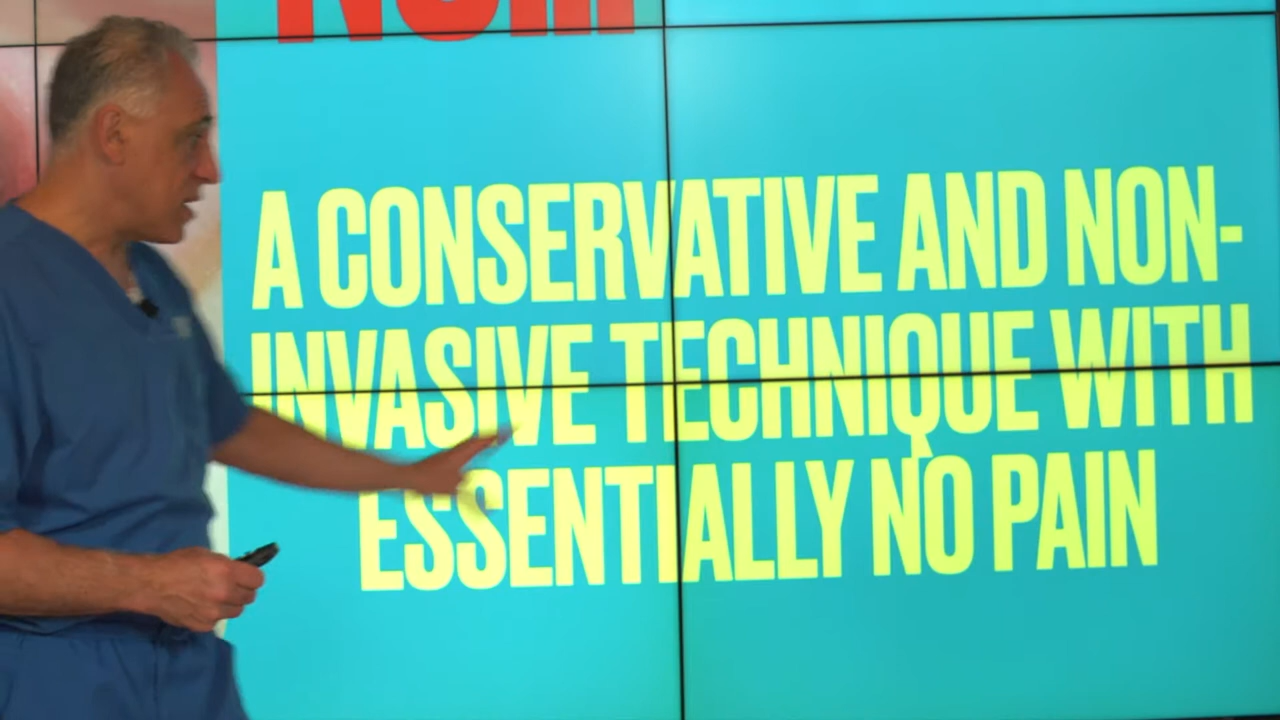 A CONSERVATIVE AND NON-
INVASIVE TECHNIQUE WITH
ESSENTIALLY NO PAIN